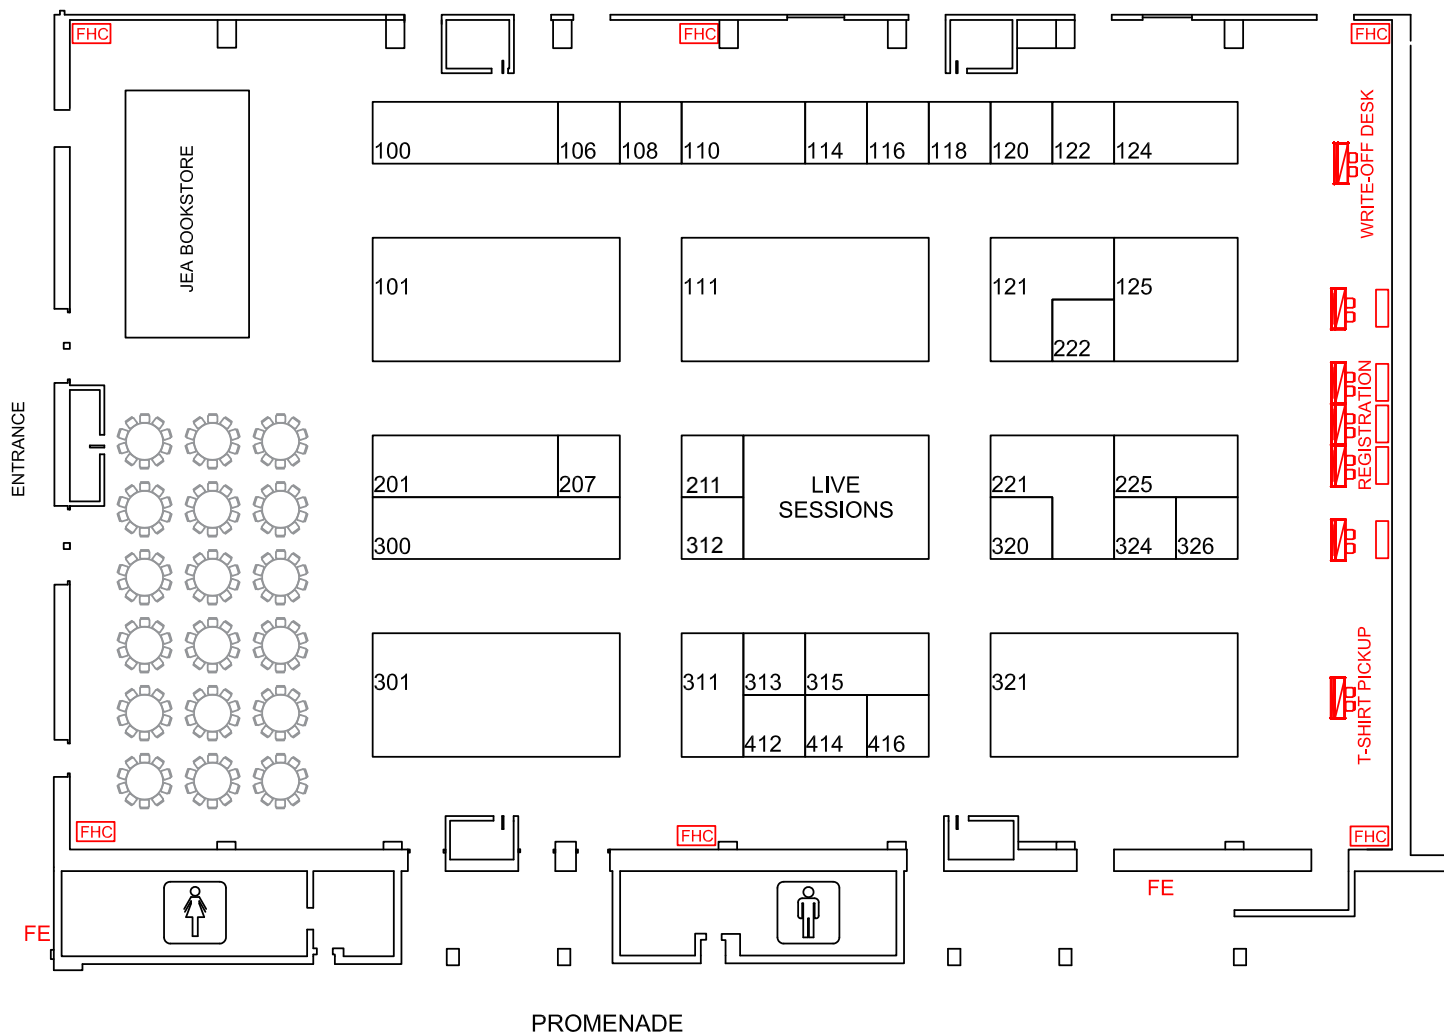 FHC
FHC
FHC
WRITE-OFF DESK
JEA BOOKSTORE
100
106
108
110
114
116
118
120
122
124
101
111
121
125
222
ENTRANCE
REGISTRATION
201
207
211
LIVE
SESSIONS
221
225
300
312
320
324
326
T-SHIRT PICKUP
301
311
313
315
321
412
414
416
FHC
FHC
FHC
FE
FE
PROMENADE